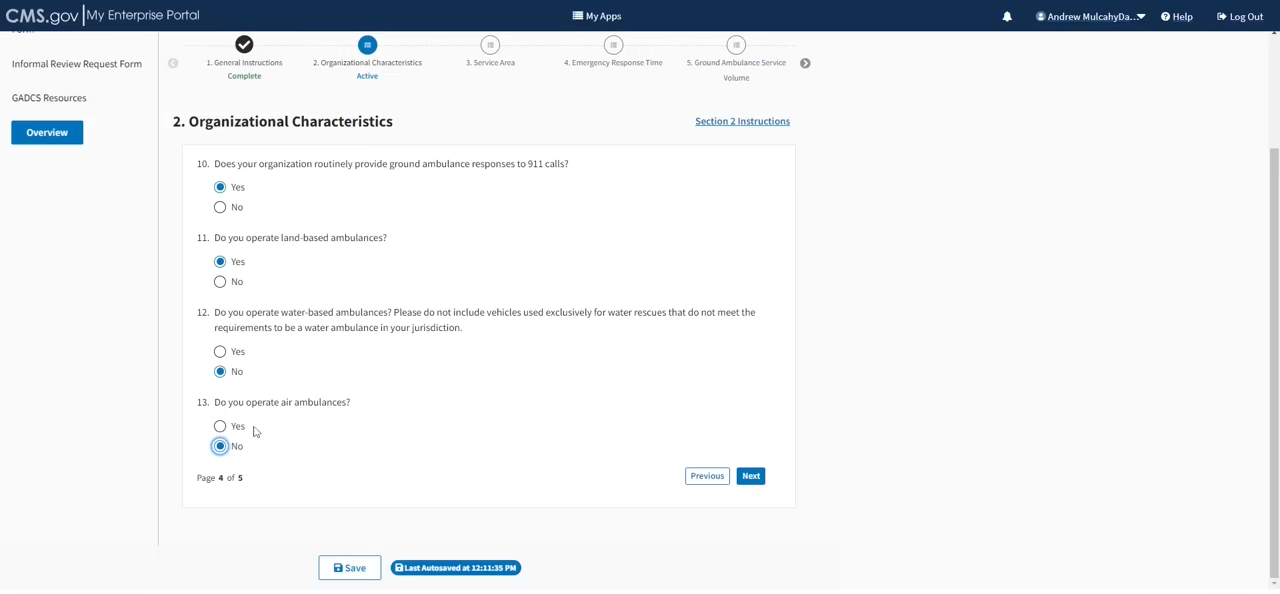 CMS.gov My Enterprise Portal
My Apps
Andrew MulcahyDa...
Help
Log Out
Informal Review Request Form
GADCS Resources
Overview
1. General Instructions
Complete
2. Organizational Characteristics
Active
3. Service Area
4. Emergency Response Time
5. Ground Ambulance Service
Volume
2. Organizational Characteristics
Section 2 Instructions
10. Does your organization routinely provide ground ambulance responses to 911 calls?
Yes
No
11. Do you operate land-based ambulances?
Yes
No
12. Do you operate water-based ambulances? Please do not include vehicles used exclusively for water rescues that do not meet the
requirements to be a water ambulance in your jurisdiction.
Yes
No
13. Do you operate air ambulances?
Yes
No
Page 4 of 5
Previous
Next
Save
Last Autosaved at 12:11:35 PM